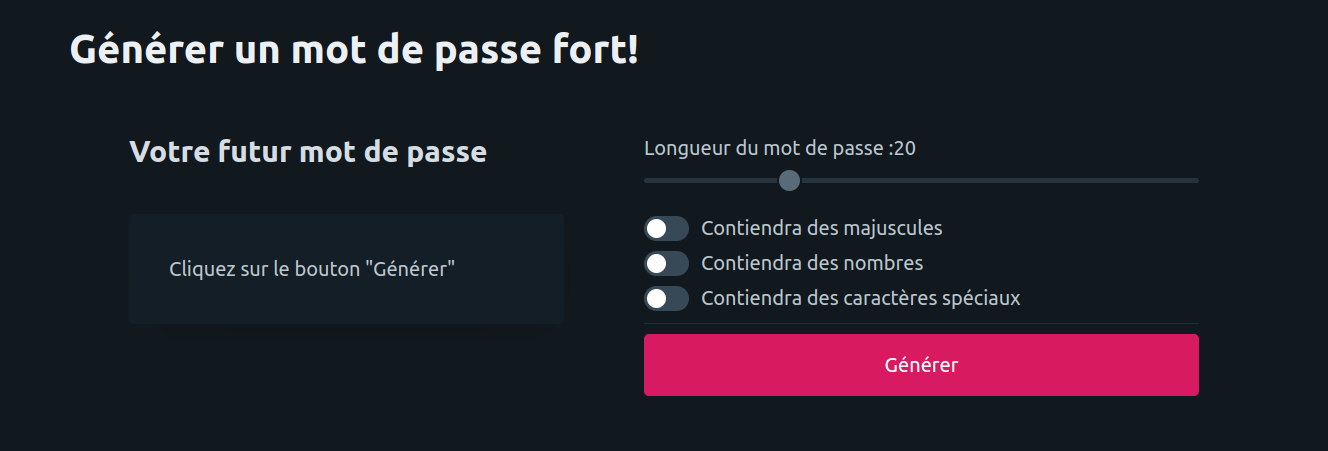 Générer un mot de passe fort!
Votre futur mot de passe
Cliquez sur le bouton "Générer"
Longueur du mot de passe :20
Contiendra des majuscules
Contiendra des nombres
Contiendra des caractères spéciaux
Générer